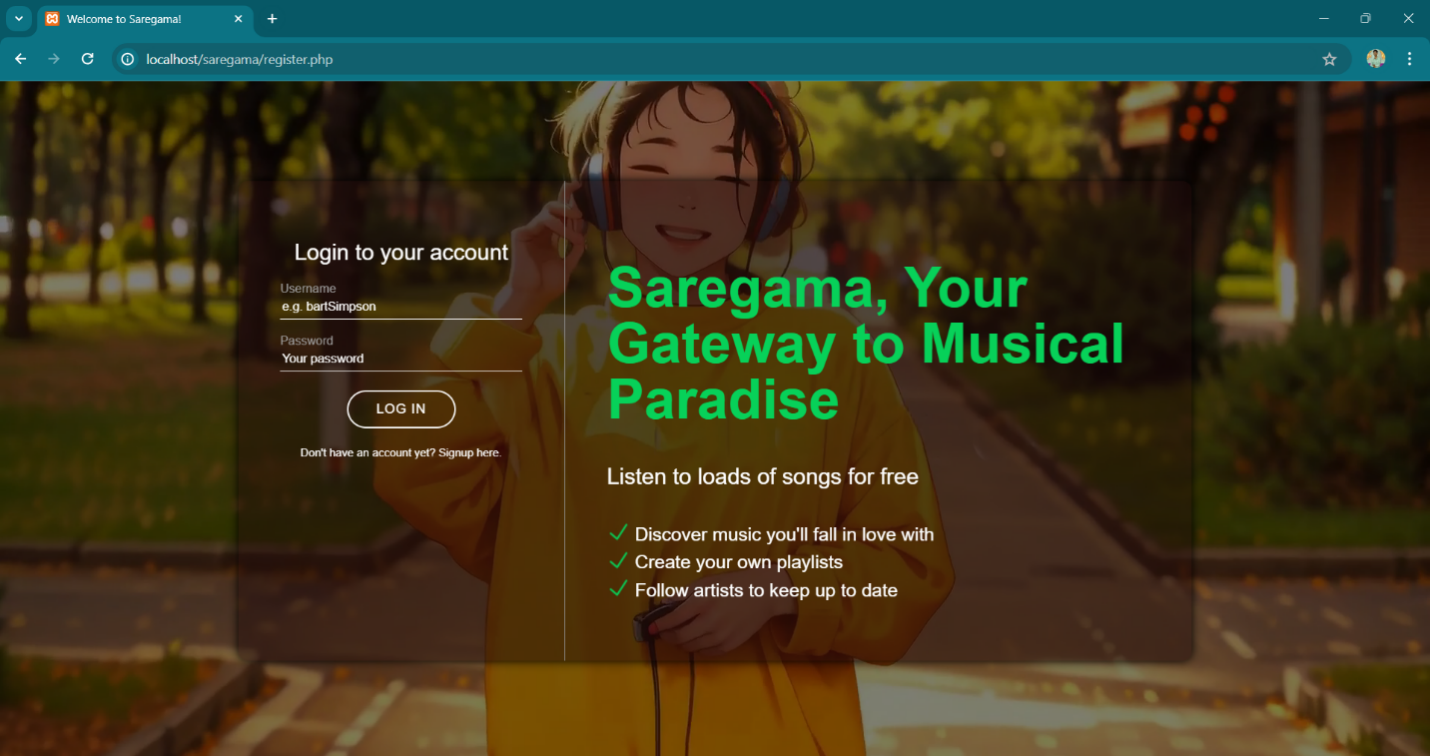 Welcome to Saregama!
localhost/saregama/register.php
Login to your account
Username
e.g. bartSimpson
Password
Your password
LOG IN
Don't have an account yet? Signup here.
Saregama, Your
Gateway to Musical
Paradise
Listen to loads of songs for free
Discover music you'll fall in love with
Create your own playlists
Follow artists to keep up to date